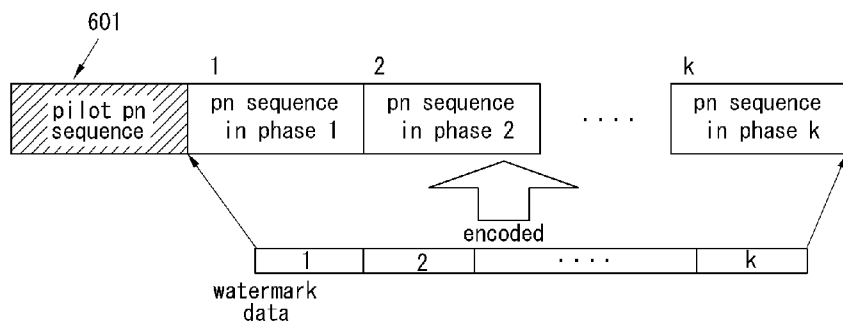 601
1
2
k
pilot pn
sequence
pn sequence
in phase 1
pn sequence
in phase 2
....
pn sequence
in phase k
encoded
1
2
....
k
watermark
data